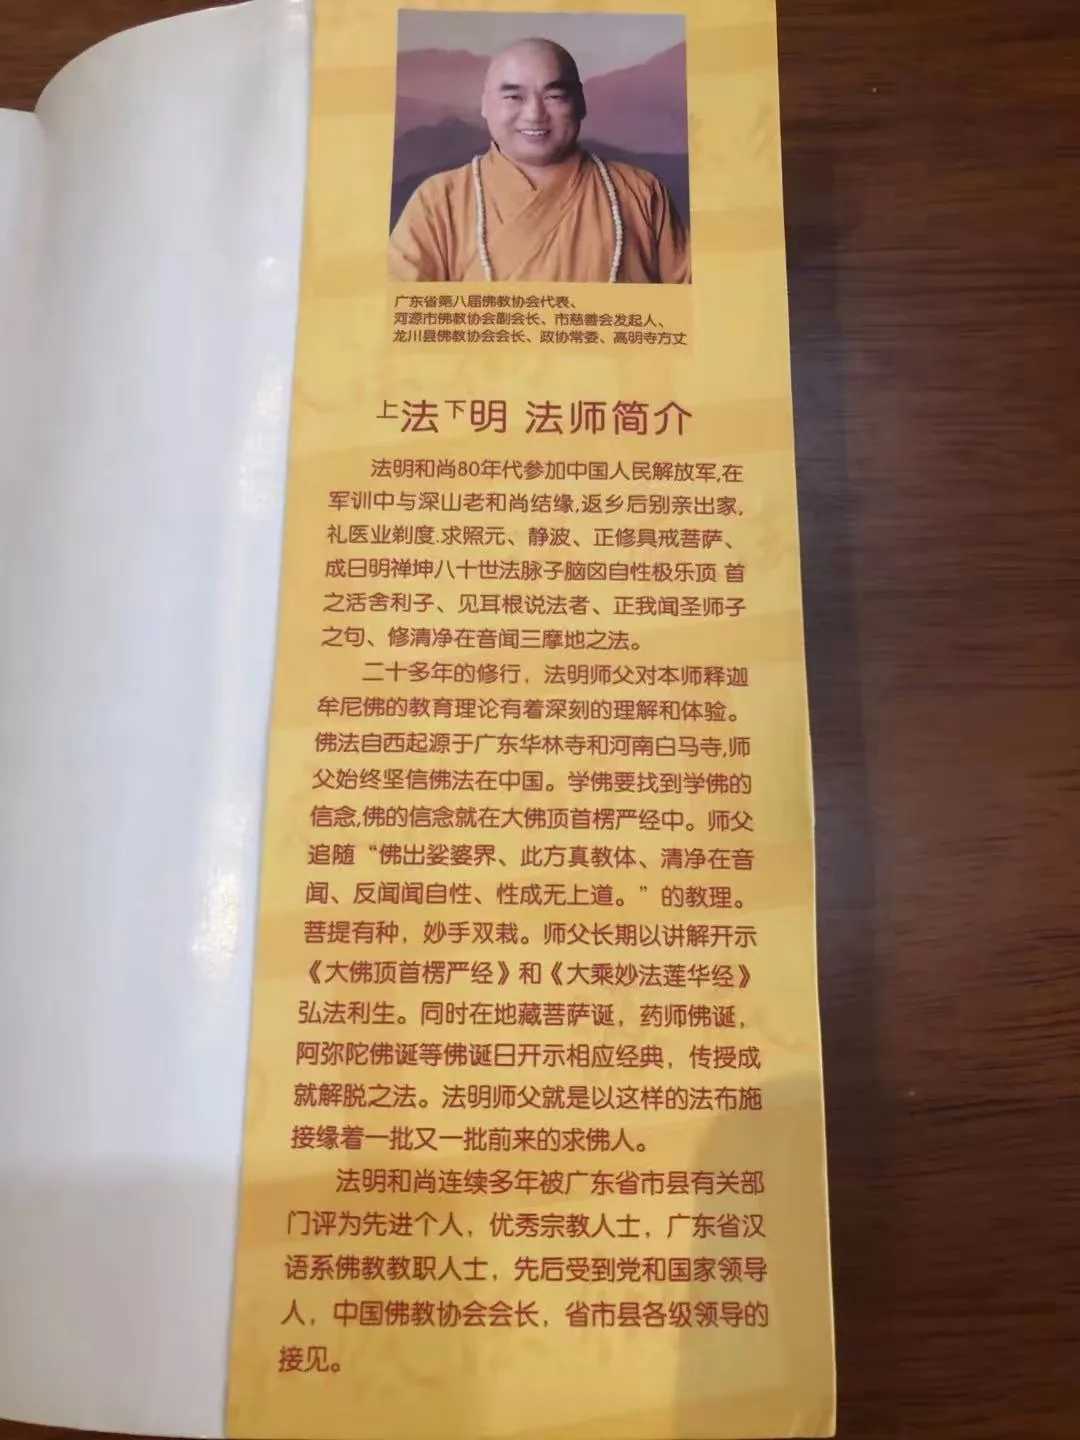 广东省第八届佛教协会代表、
河源市佛教协会副会长、市慈善会发起人、
龙川县佛教协会会长、政协常委、高明寺方丈
上法下明 法师简介
法明和尚80年代参加中国人民解放军,在
军训中与深山老和尚结缘,返乡后别亲出家,
礼医业剃度.求照元、静波、正修具戒菩萨、
成日明禅坤八十世法脉子脑囟自性极乐顶 首
之活舍利子、见耳根说法者、正我闻圣师子
之句、修清净在音闻三摩地之法。
二十多年的修行，法明师父对本师释迦
牟尼佛的教育理论有着深刻的理解和体验。
佛法自西起源于广东华林寺和河南白马寺,师
父始终坚信佛法在中国。学佛要找到学佛的
信念,佛的信念就在大佛顶首楞严经中。师父
追随“佛出娑婆界、此方真教体、清净在音
闻、反闻闻自性、性成无上道。”的教理。
菩提有种，妙手双栽。师父长期以讲解开示
《大佛顶首楞严经》和《大乘妙法莲华经》
弘法利生。同时在地藏菩萨诞，药师佛诞，
阿弥陀佛诞等佛诞日开示相应经典，传授成
就解脱之法。法明师父就是以这样的法布施
接缘着一批又一批前来的求佛人。
法明和尚连续多年被广东省市县有关部
门评为先进个人，优秀宗教人士，广东省汉
语系佛教教职人士，先后受到党和国家领导
人，中国佛教协会会长，省市县各级领导的
接见。